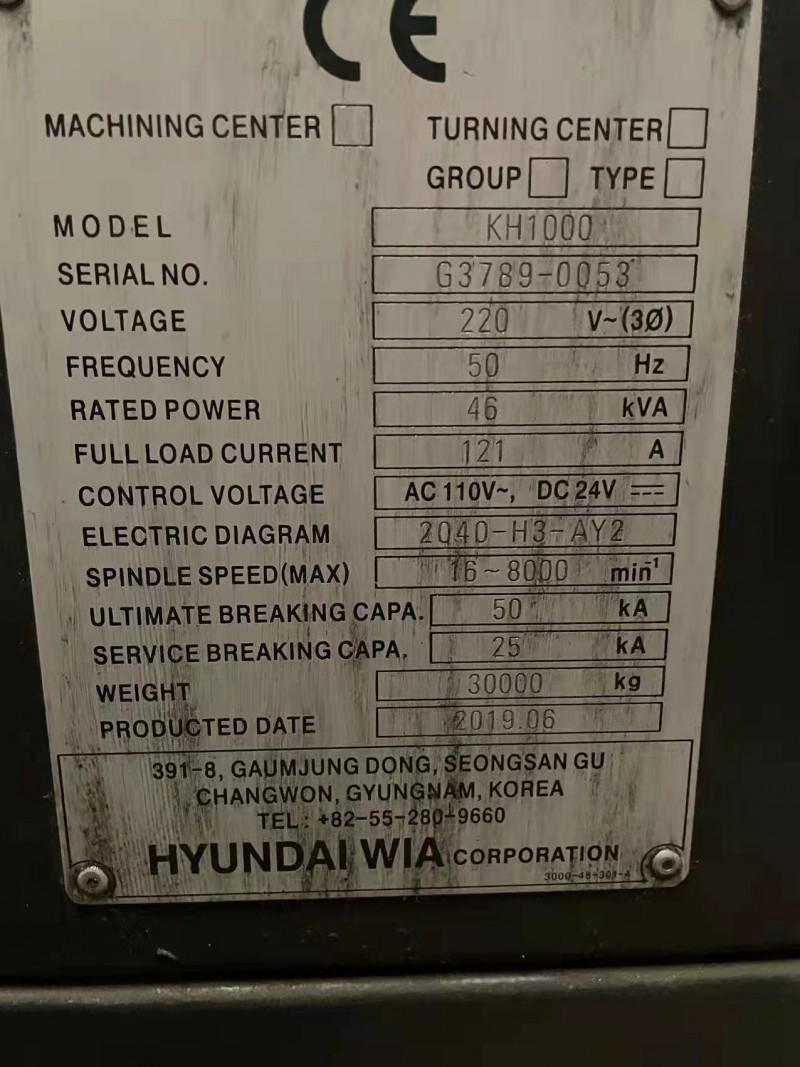 CE
MACHINING CENTER TURNING CENTER
GROUP TYPE
MODEL KH1000
SERIAL NO. G3789-0053
VOLTAGE 220 V~(3Ø)
FREQUENCY 50 Hz
RATED POWER 46 kVA
FULL LOAD CURRENT 121 A
CONTROL VOLTAGE AC 110V~, DC 24V ⎓
ELECTRIC DIAGRAM 2040-H3-AY2
SPINDLE SPEED(MAX) 16~8000 min⁻¹
ULTIMATE BREAKING CAPA. 50 kA
SERVICE BREAKING CAPA. 25 kA
WEIGHT 30000 kg
PRODUCTED DATE 2019.06
391-8, GAUMJUNG DONG, SEONGSAN GU
CHANGWON, GYUNGNAM, KOREA
TEL : +82-55-280-9660
HYUNDAI WIA CORPORATION
3000-48-301-A